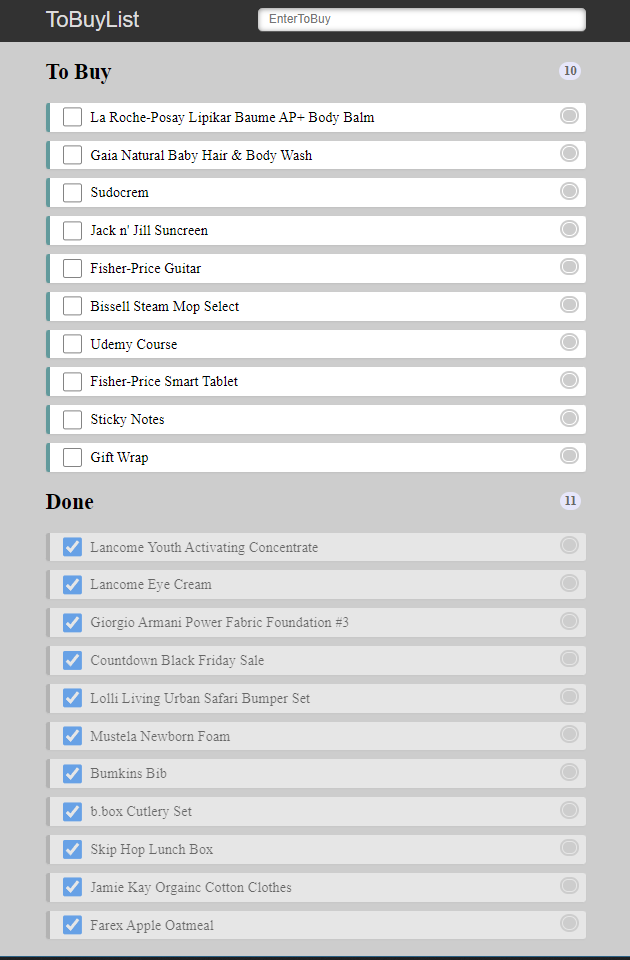 ToBuyList
EnterToBuy
To Buy 10
La Roche-Posay Lipikar Baume AP+ Body Balm
Gaia Natural Baby Hair & Body Wash
Sudocrem
Jack n' Jill Suncreen
Fisher-Price Guitar
Bissell Steam Mop Select
Udemy Course
Fisher-Price Smart Tablet
Sticky Notes
Gift Wrap
Done 11
Lancome Youth Activating Concentrate
Lancome Eye Cream
Giorgio Armani Power Fabric Foundation #3
Countdown Black Friday Sale
Lolli Living Urban Safari Bumper Set
Mustela Newborn Foam
Bumkins Bib
b.box Cutlery Set
Skip Hop Lunch Box
Jamie Kay Orgainc Cotton Clothes
Farex Apple Oatmeal